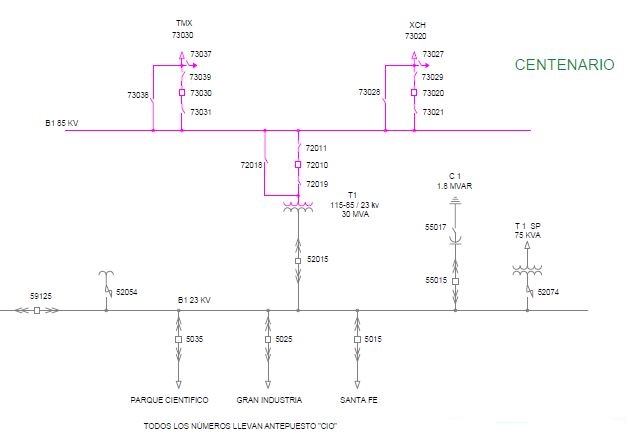 TMX
73030
XCH
73020
73037
73027
CENTENARIO
73039
73029
73038
73030
73028
73020
73031
73021
B1 85 KV
72011
72018
72010
72019
C 1
1.8 MVAR
T1
115-85 / 23 kv
30 MVA
55017
T 1 SP
75 KVA
52015
55015
52054
52074
59125
B1 23 KV
5035
5025
5015
PARQUE CIENTIFICO
GRAN INDUSTRIA
SANTA FE
TODOS LOS NÚMEROS LLEVAN ANTEPUESTO "CIO"